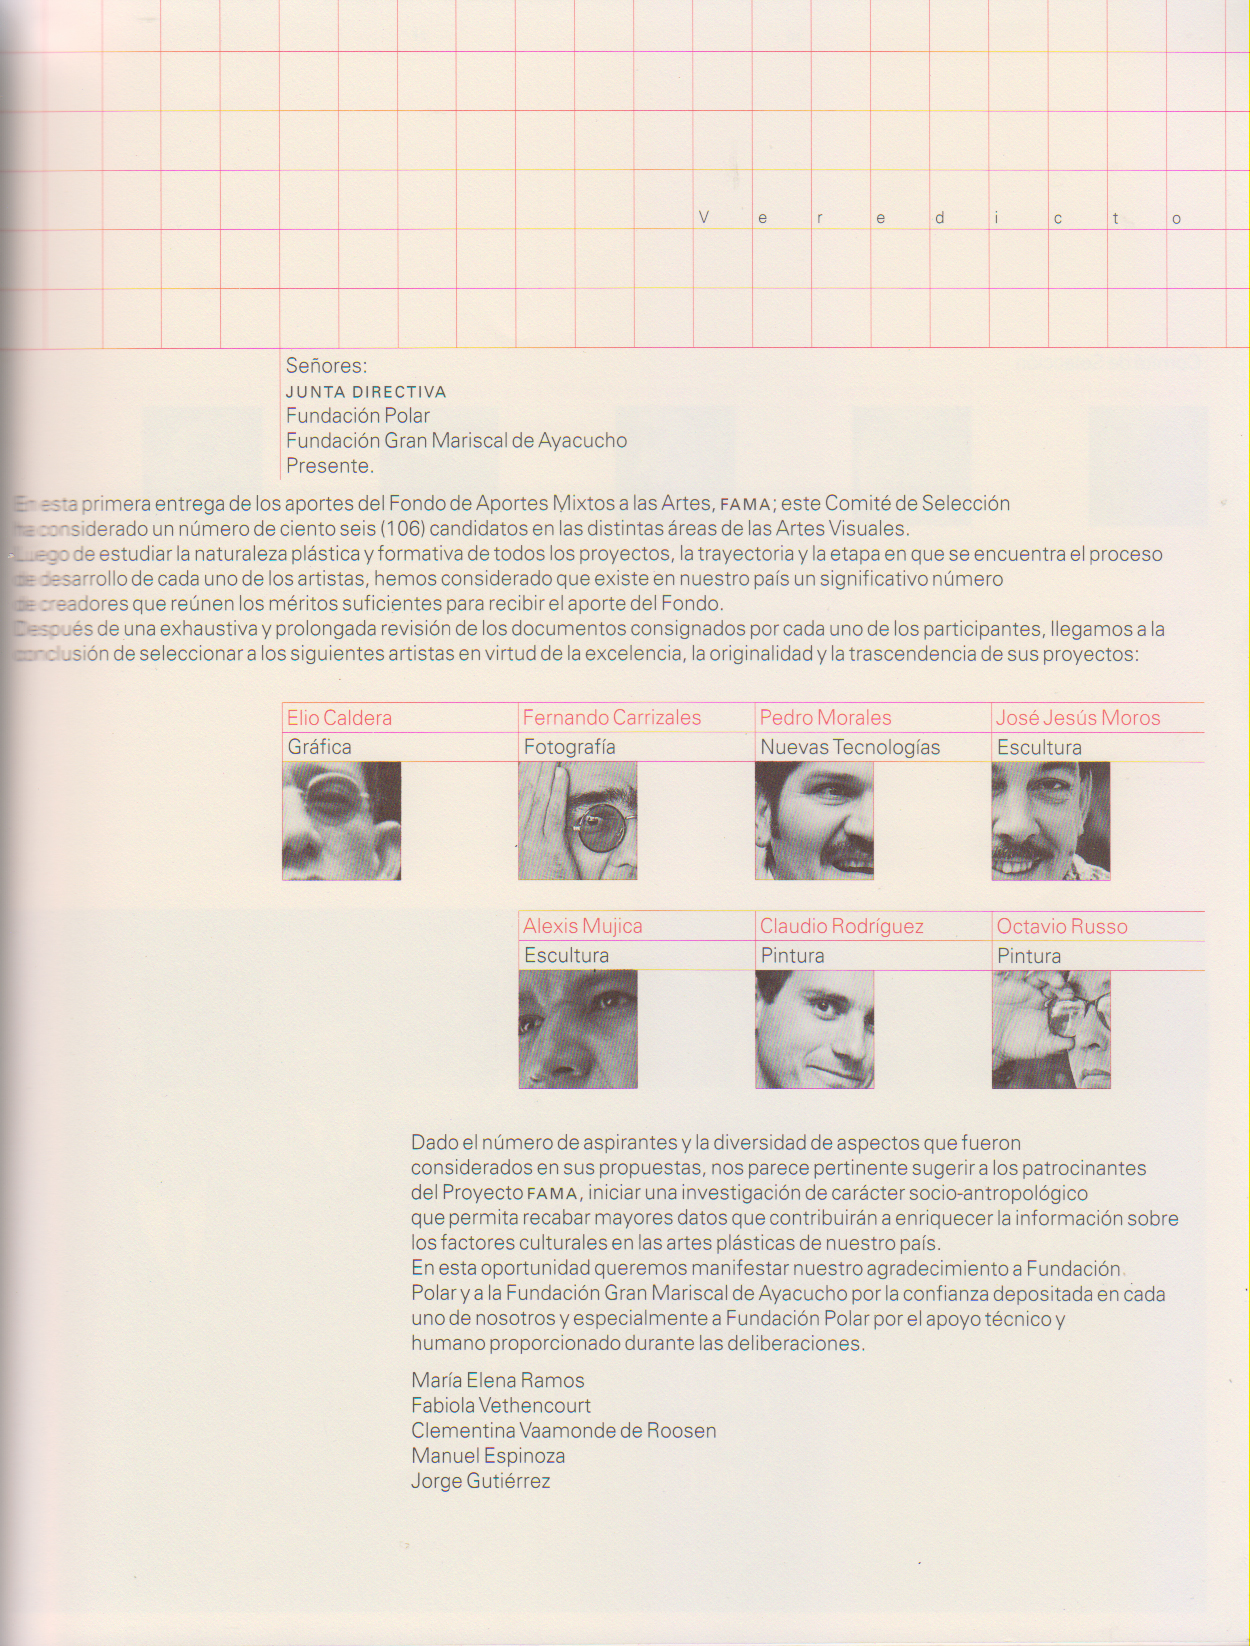 Veredicto
Señores:
JUNTA DIRECTIVA
Fundación Polar
Fundación Gran Mariscal de Ayacucho
Presente.
En esta primera entrega de los aportes del Fondo de Aportes Mixtos a las Artes, FAMA; este Comité de Selección
ha considerado un número de ciento seis (106) candidatos en las distintas áreas de las Artes Visuales.
Luego de estudiar la naturaleza plástica y formativa de todos los proyectos, la trayectoria y la etapa en que se encuentra el proceso
de desarrollo de cada uno de los artistas, hemos considerado que existe en nuestro país un significativo número
de creadores que reúnen los méritos suficientes para recibir el aporte del Fondo.
Después de una exhaustiva y prolongada revisión de los documentos consignados por cada uno de los participantes, llegamos a la
conclusión de seleccionar a los siguientes artistas en virtud de la excelencia, la originalidad y la trascendencia de sus proyectos:
Elio Caldera
Gráfica
Fernando Carrizales
Fotografía
Pedro Morales
Nuevas Tecnologías
José Jesús Moros
Escultura
Alexis Mujica
Escultura
Claudio Rodríguez
Pintura
Octavio Russo
Pintura
Dado el número de aspirantes y la diversidad de aspectos que fueron
considerados en sus propuestas, nos parece pertinente sugerir a los patrocinantes
del Proyecto FAMA, iniciar una investigación de carácter socio-antropológico
que permita recabar mayores datos que contribuirán a enriquecer la información sobre
los factores culturales en las artes plásticas de nuestro país.
En esta oportunidad queremos manifestar nuestro agradecimiento a Fundación
Polar y a la Fundación Gran Mariscal de Ayacucho por la confianza depositada en cada
uno de nosotros y especialmente a Fundación Polar por el apoyo técnico y
humano proporcionado durante las deliberaciones.
María Elena Ramos
Fabiola Vethencourt
Clementina Vaamonde de Roosen
Manuel Espinoza
Jorge Gutiérrez